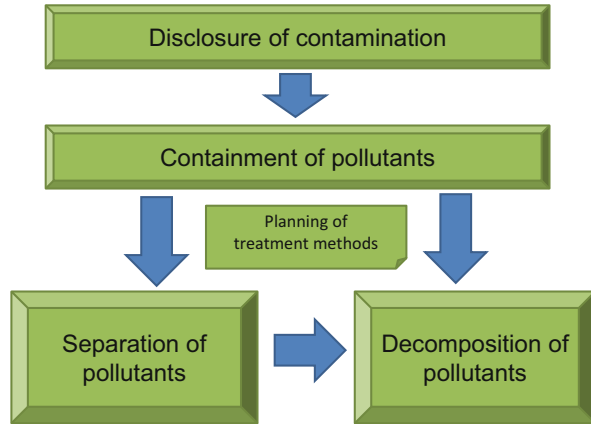 Disclosure of contamination
Containment of pollutants
Planning of
treatment methods
Separation of
pollutants
Decomposition of
pollutants